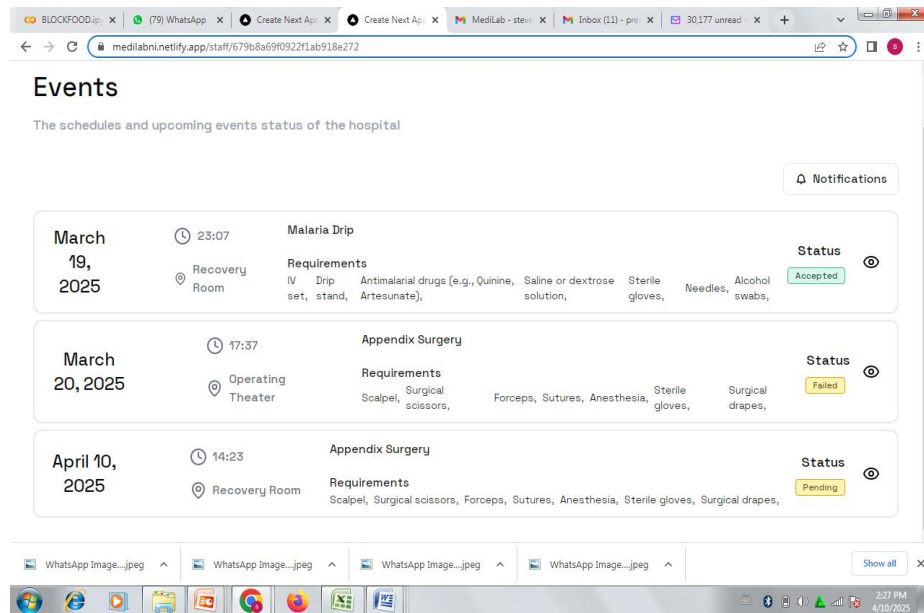 BLOCKFOOD.ip
(79) WhatsApp
Create Next Ap
Create Next Ap
MediLab - steve
Inbox (11) - pre
30,177 unread -
medilabni.netlify.app/staff/679b8a69f0922f1ab918e272
S
Events
The schedules and upcoming events status of the hospital
Notifications
March
19,
2025
23:07
Recovery
Room
Malaria Drip
Requirements
IV set,
Drip stand,
Antimalarial drugs (e.g., Quinine, Artesunate),
Saline or dextrose solution,
Sterile gloves,
Needles,
Alcohol swabs,
Status
Accepted
March
20, 2025
17:37
Operating
Theater
Appendix Surgery
Requirements
Scalpel,
Surgical scissors,
Forceps,
Sutures,
Anesthesia,
Sterile gloves,
Surgical drapes,
Status
Failed
April 10,
2025
14:23
Recovery Room
Appendix Surgery
Requirements
Scalpel, Surgical scissors, Forceps, Sutures, Anesthesia, Sterile gloves, Surgical drapes,
Status
Pending
WhatsApp Image....jpeg
WhatsApp Image....jpeg
WhatsApp Image....jpeg
WhatsApp Image....jpeg
Show all
2:27 PM
4/10/2025